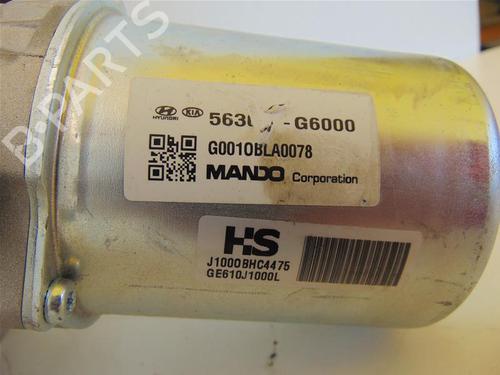 B-PARTS
HYUNDAI KIA -G6000
G0010BLA0078
MANDO Corporation
HS
J1000BHC4475
GE610J1000L